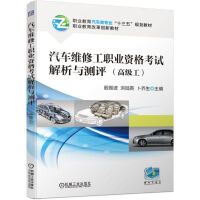 职业教育汽车类专业“十三五”规划教材
职业教育改革创新教材
汽车维修工职业资格考试
解析与测评（高级工）
主编
机械工业出版社